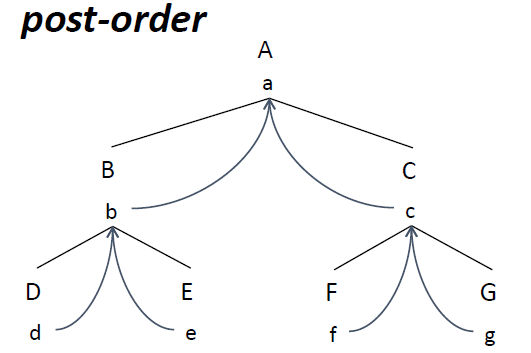 post-order
A
a
B C
b c
D E F G
d e f g